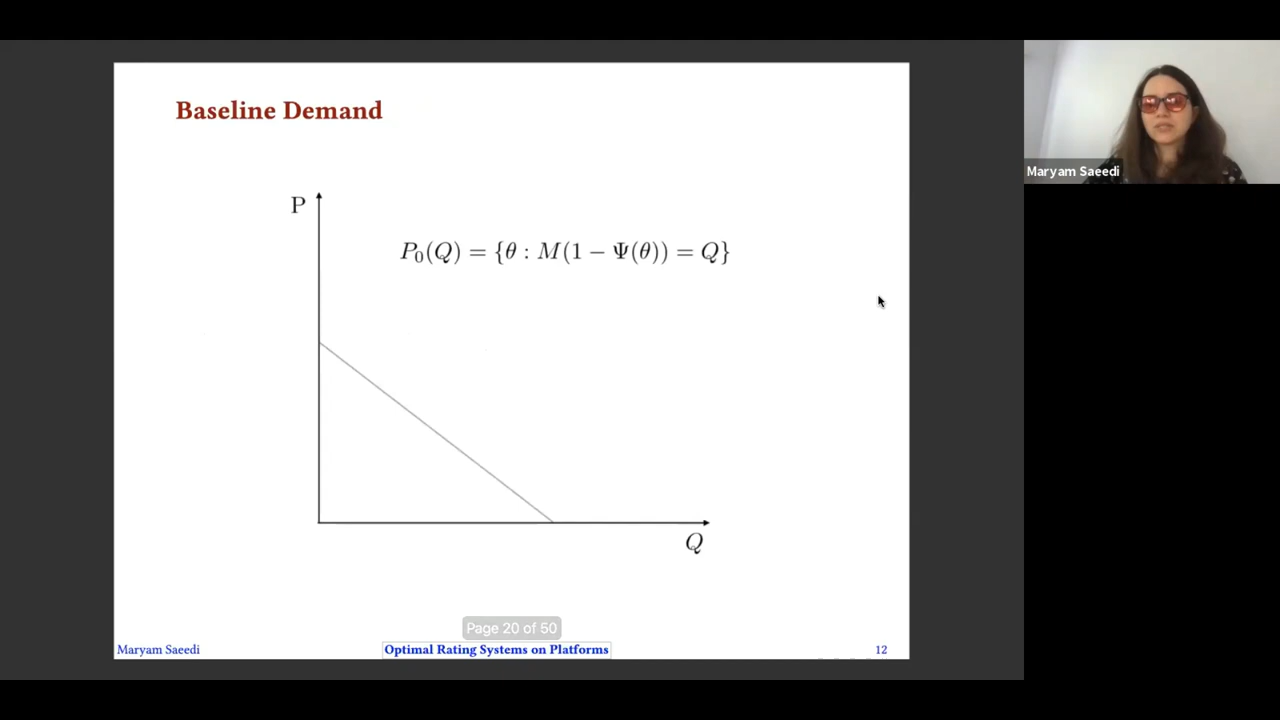 Baseline Demand
P
P₀(Q) = {θ : M(1 − Ψ(θ)) = Q}
Q
Page 20 of 50
Maryam Saeedi
Optimal Rating Systems on Platforms
12
Maryam Saeedi